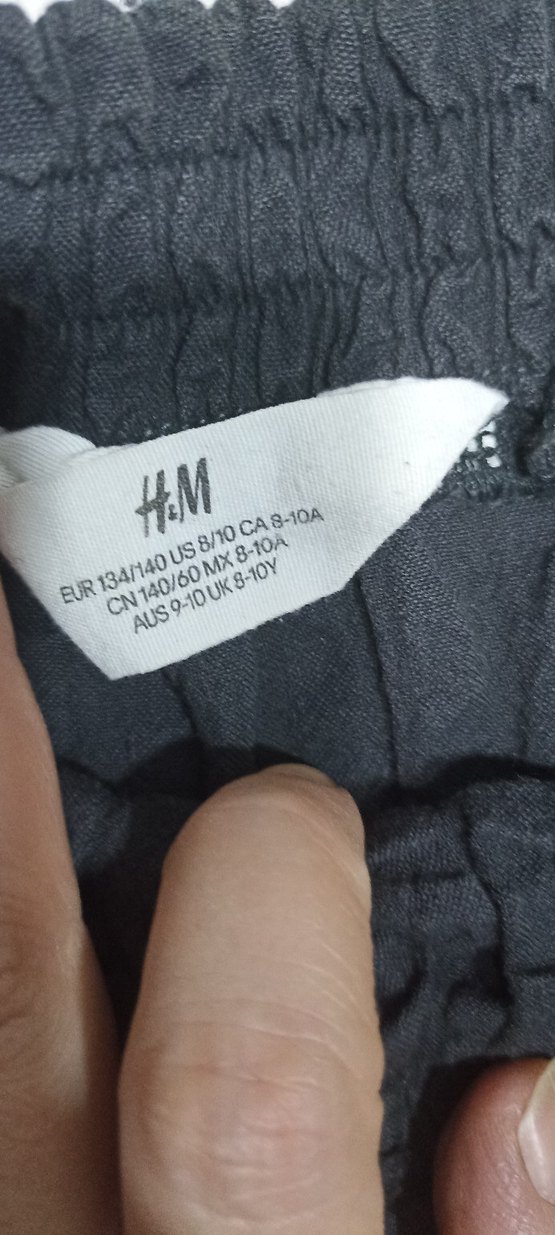 H&M
EUR 134/140 US 8/10 CA 8-10A
CN 140/60 MX 8-10A
AUS 9-10 UK 8-10Y